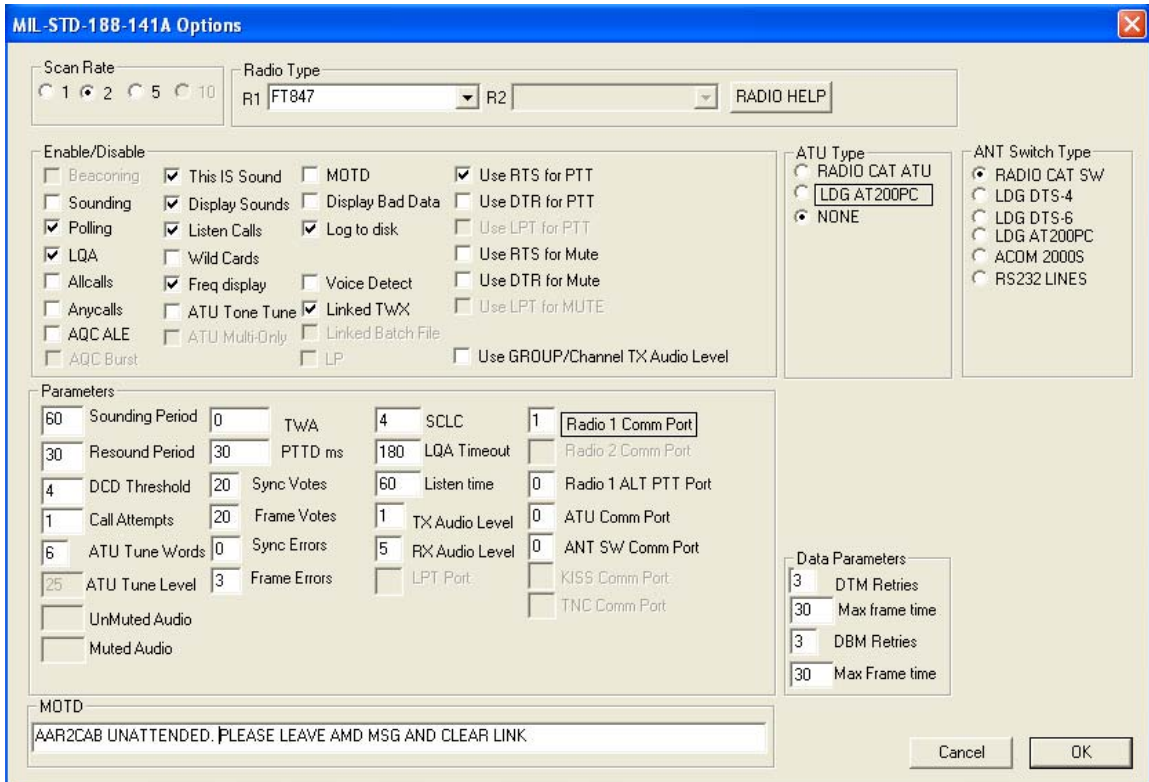 MIL-STD-188-141A Options
Scan Rate
1 2 5 10
Radio Type
R1 FT847 R2 RADIO HELP
Enable/Disable
Beaconing This IS Sound MOTD Use RTS for PTT
Sounding Display Sounds Display Bad Data Use DTR for PTT
Polling Listen Calls Log to disk Use LPT for PTT
LQA Wild Cards Use RTS for Mute
Allcalls Freq display Voice Detect Use DTR for Mute
Anycalls ATU Tone Tune Linked TWX Use LPT for MUTE
AQC ALE ATU Multi-Only Linked Batch File
AQC Burst LP Use GROUP/Channel TX Audio Level
ATU Type
RADIO CAT ATU
LDG AT200PC
NONE
ANT Switch Type
RADIO CAT SW
LDG DTS-4
LDG DTS-6
LDG AT200PC
ACOM 2000S
RS232 LINES
Parameters
60 Sounding Period 0 TWA 4 SCLC 1 Radio 1 Comm Port
30 Resound Period 30 PTTD ms 180 LQA Timeout Radio 2 Comm Port
4 DCD Threshold 20 Sync Votes 60 Listen time 0 Radio 1 ALT PTT Port
1 Call Attempts 20 Frame Votes 1 TX Audio Level 0 ATU Comm Port
6 ATU Tune Words 0 Sync Errors 5 RX Audio Level 0 ANT SW Comm Port
25 ATU Tune Level 3 Frame Errors LPT Port KISS Comm Port
UnMuted Audio TNC Comm Port
Muted Audio
Data Parameters
3 DTM Retries
30 Max frame time
3 DBM Retries
30 Max Frame time
MOTD
AAR2CAB UNATTENDED. PLEASE LEAVE AMD MSG AND CLEAR LINK
Cancel OK